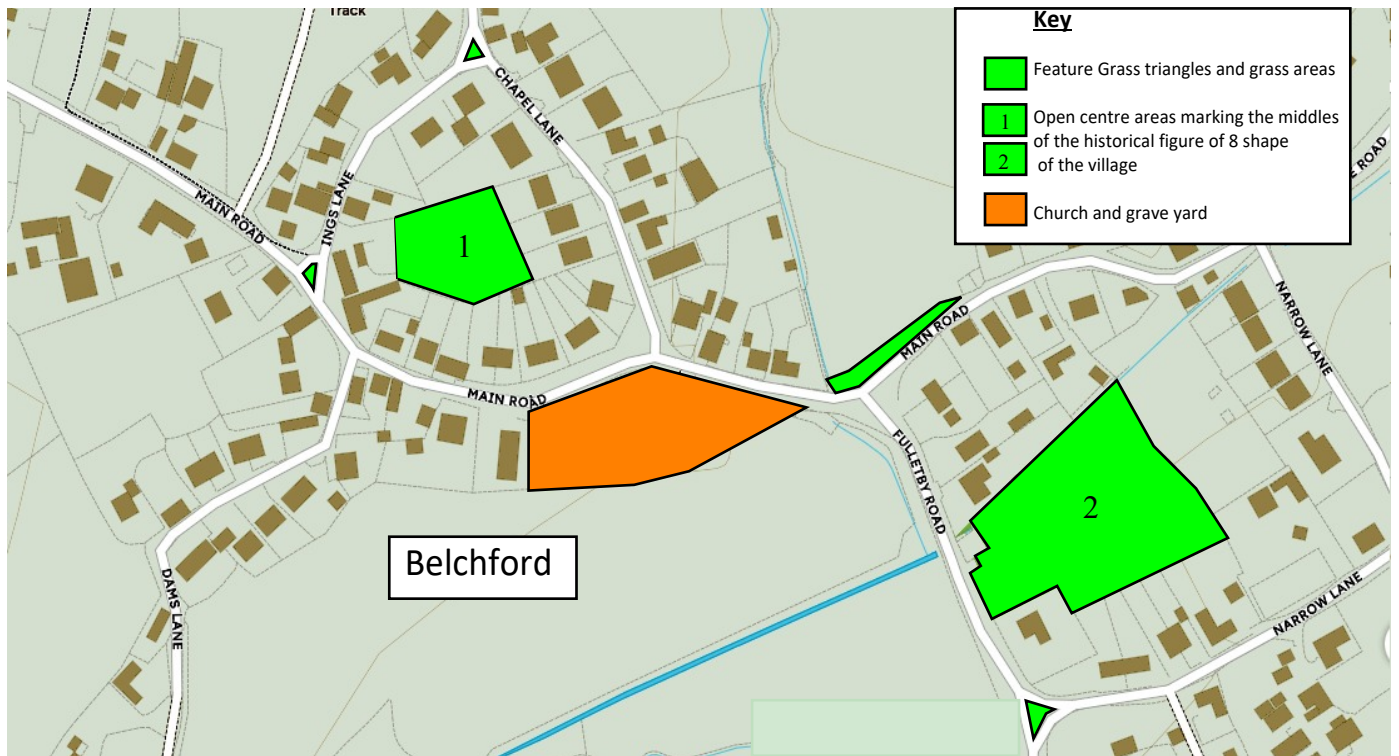 Track
Key
Feature Grass triangles and grass areas
1
Open centre areas marking the middles
of the historical figure of 8 shape
2
of the village
Church and grave yard
CHAPEL LANE
INGS LANE
MAIN ROAD
1
E ROAD
NARROW LANE
MAIN ROAD
MAIN ROAD
FULLETBY ROAD
2
Belchford
DAMS LANE
NARROW LANE